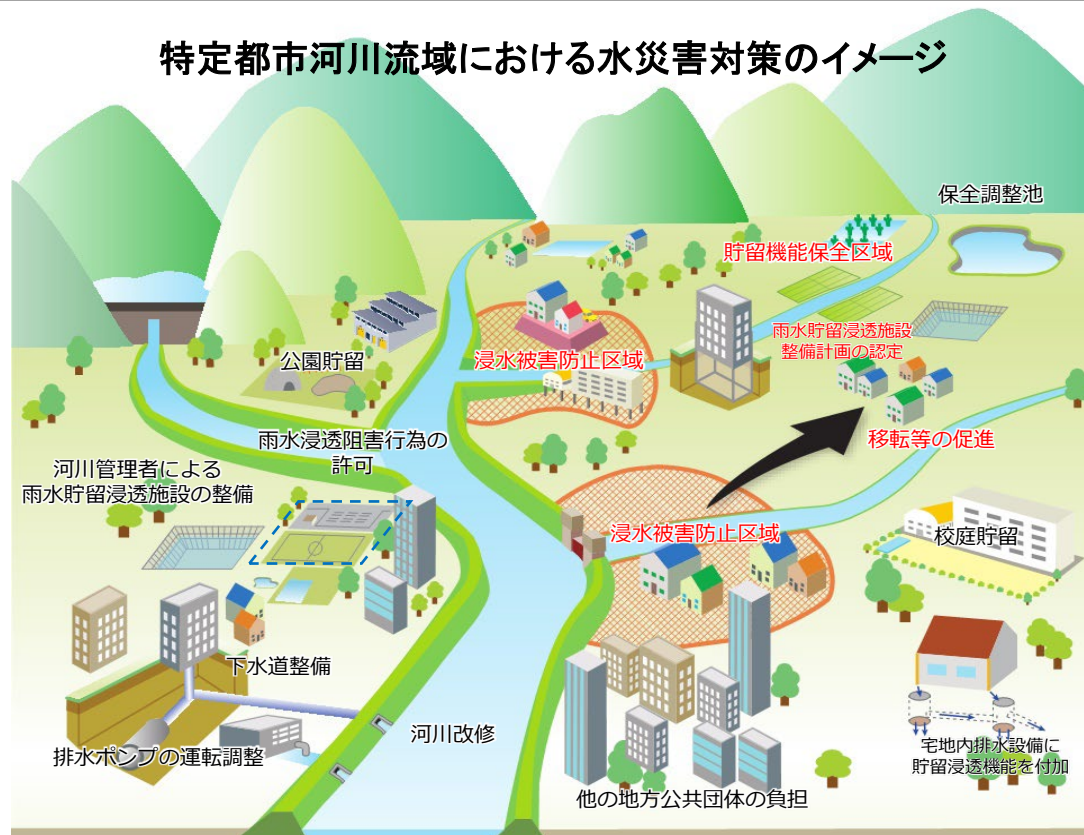 特定都市河川流域における水災害対策のイメージ
保全調整池
貯留機能保全区域
雨水貯留浸透施設
整備計画の認定
公園貯留
浸水被害防止区域
移転等の促進
雨水浸透阻害行為の
許可
河川管理者による
雨水貯留浸透施設の整備
浸水被害防止区域
校庭貯留
下水道整備
河川改修
排水ポンプの運転調整
宅地内排水設備に
貯留浸透機能を付加
他の地方公共団体の負担